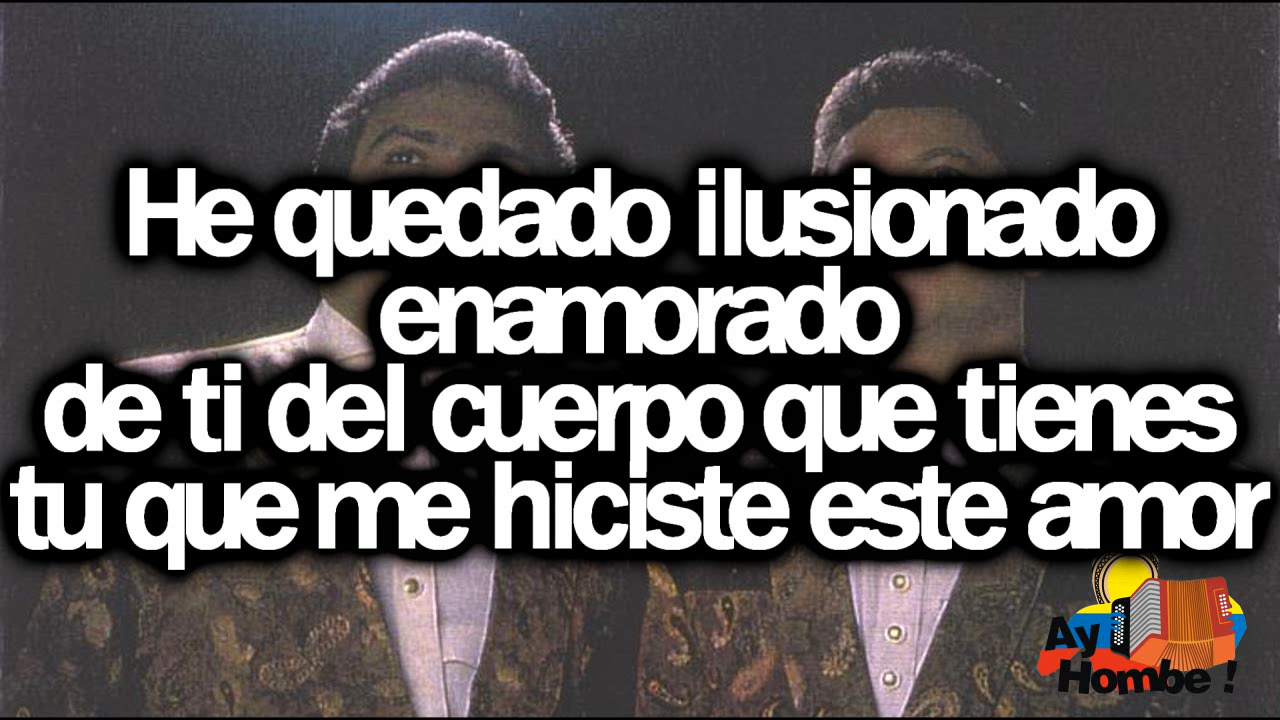 He quedado ilusionado
enamorado
de ti del cuerpo que tienes
tu que me hiciste este amor
Ay
Hombe !